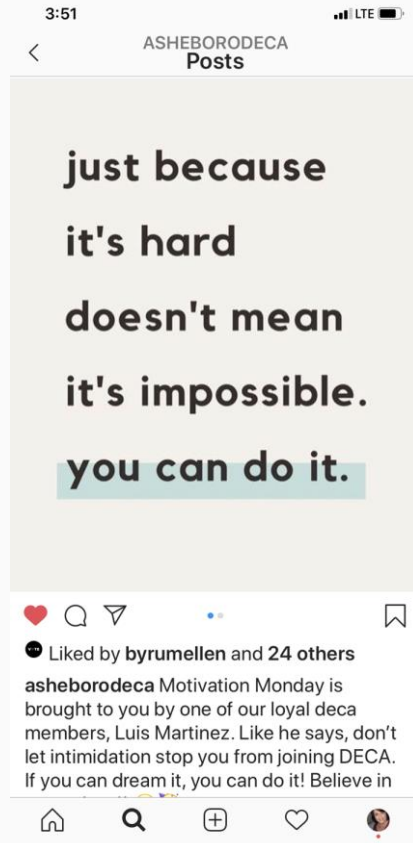 3:51 LTE
ASHEBORODECA
Posts
just because
it's hard
doesn't mean
it's impossible.
you can do it.
Liked by byrumellen and 24 others
asheborodeca Motivation Monday is
brought to you by one of our loyal deca
members, Luis Martinez. Like he says, don't
let intimidation stop you from joining DECA.
If you can dream it, you can do it! Believe in